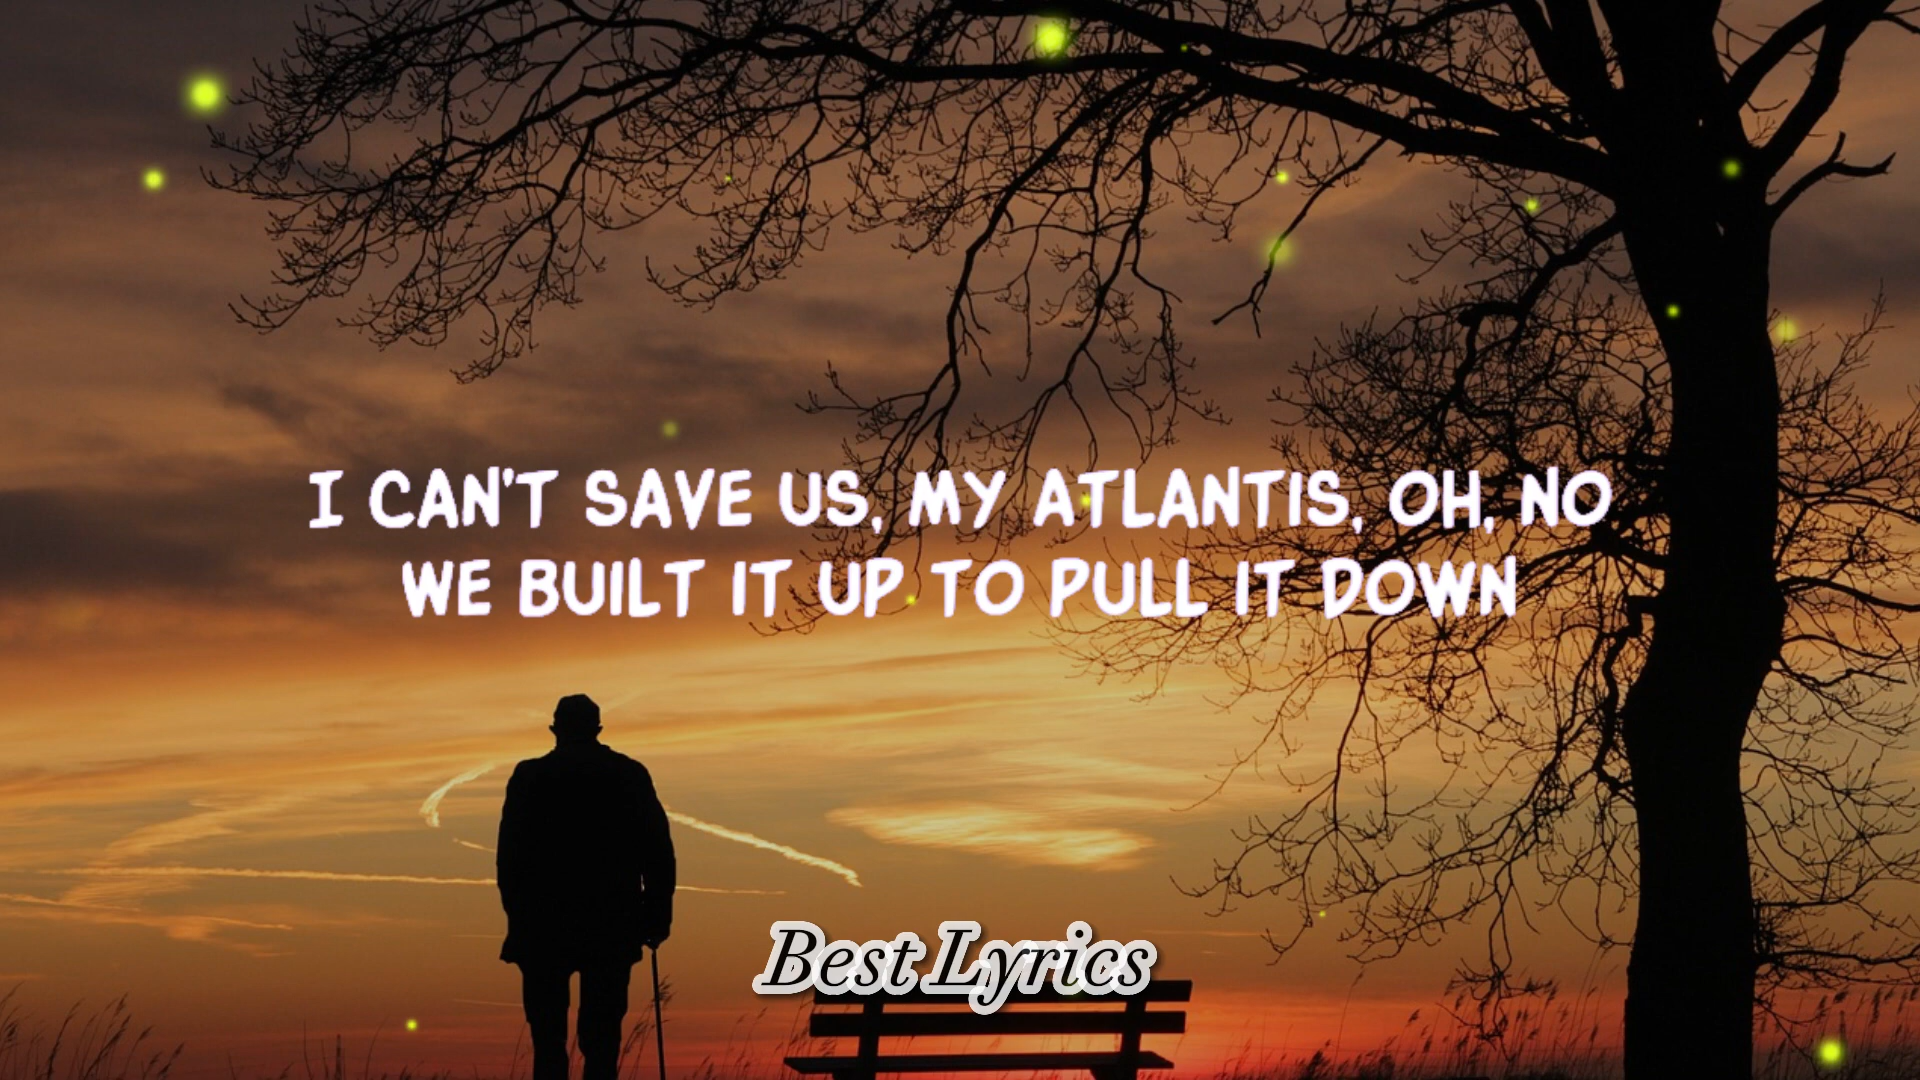 I CAN'T SAVE US, MY ATLANTIS, OH, NO
WE BUILT IT UP TO PULL IT DOWN
Best Lyrics